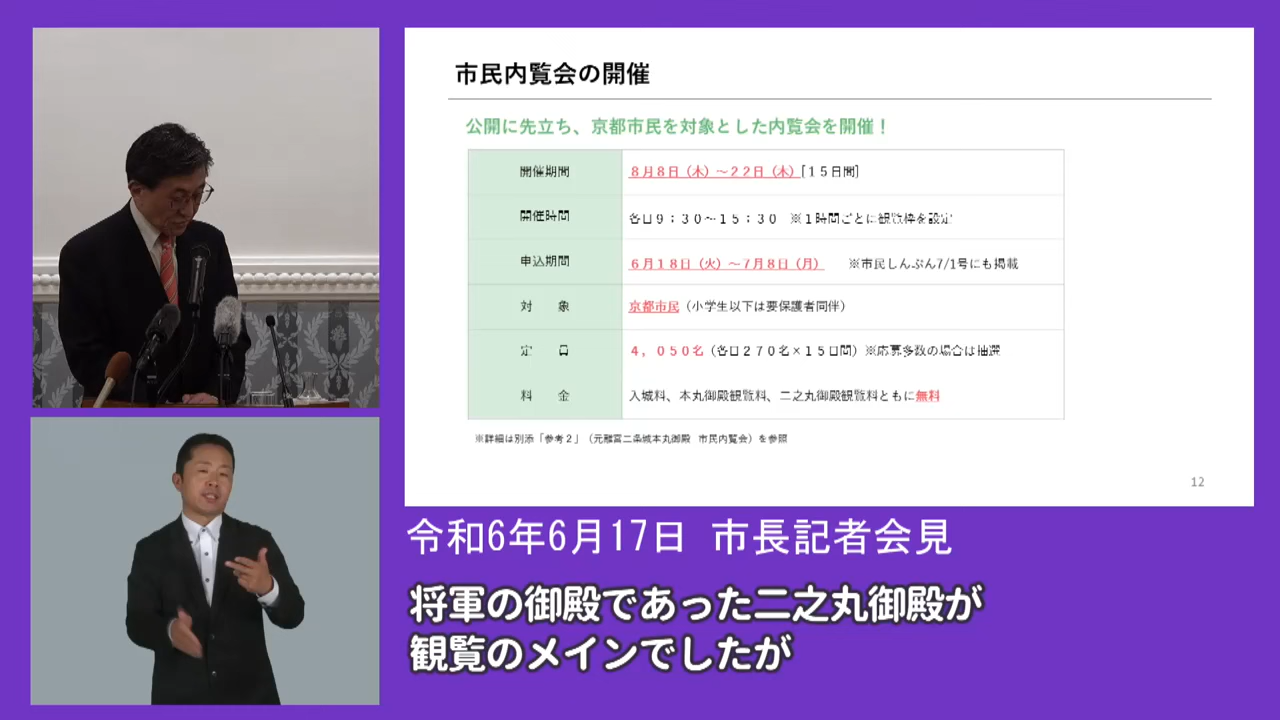 市民内覧会の開催
公開に先立ち、京都市民を対象とした内覧会を開催！
開催期間 ８月８日（木）～２２日（木）[１５日間]
開催時間 各日９：３０～１５：３０ ※１時間ごとに観覧枠を設定
申込期間 ６月１８日（火）～７月８日（月） ※市民しんぶん7/1号にも掲載
対　象 京都市民（小学生以下は要保護者同伴）
定　員 ４，０５０名（各日２７０名×１５日間）※応募多数の場合は抽選
料　金 入城料、本丸御殿観覧料、二之丸御殿観覧料ともに無料
※詳細は別添「参考２」（元離宮二条城本丸御殿 市民内覧会）を参照
12
令和6年6月17日 市長記者会見
将軍の御殿であった二之丸御殿が
観覧のメインでしたが